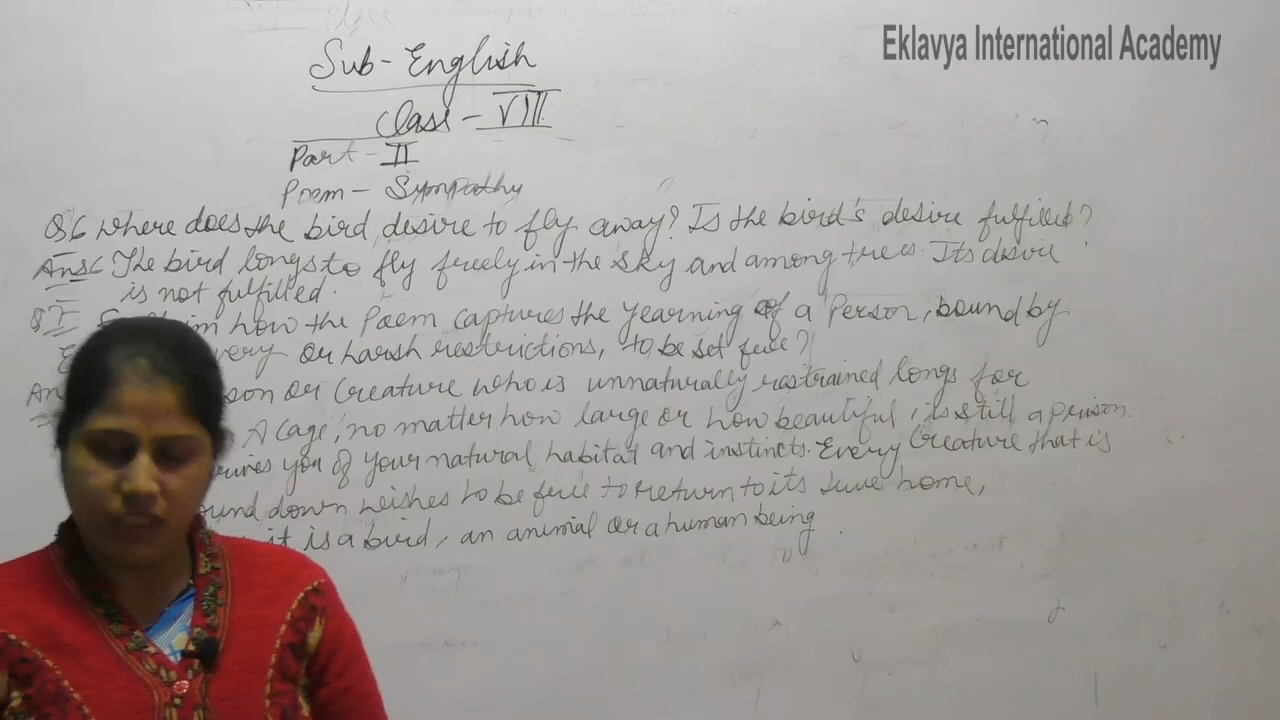 Eklavya International Academy
Sub - English
Class - VIII
Part - II
Poem - Sympathy
Q6 Where does the bird desire to fly away? Is the bird's desire fulfilled?
Ans6 The bird longs to fly freely in the sky and among trees. Its desire
is not fulfilled.
Q7 how the Poem captures the yearning of a Person, bound by
or harsh restrictions, to be set free?
or Creature who is unnaturally restrained longs for
A cage, no matter how large or how beautiful, is still a prison.
you of your natural habitat and instincts. Every Creature that is
down wishes to be free to return to its true home,
it is a bird, an animal or a human being.